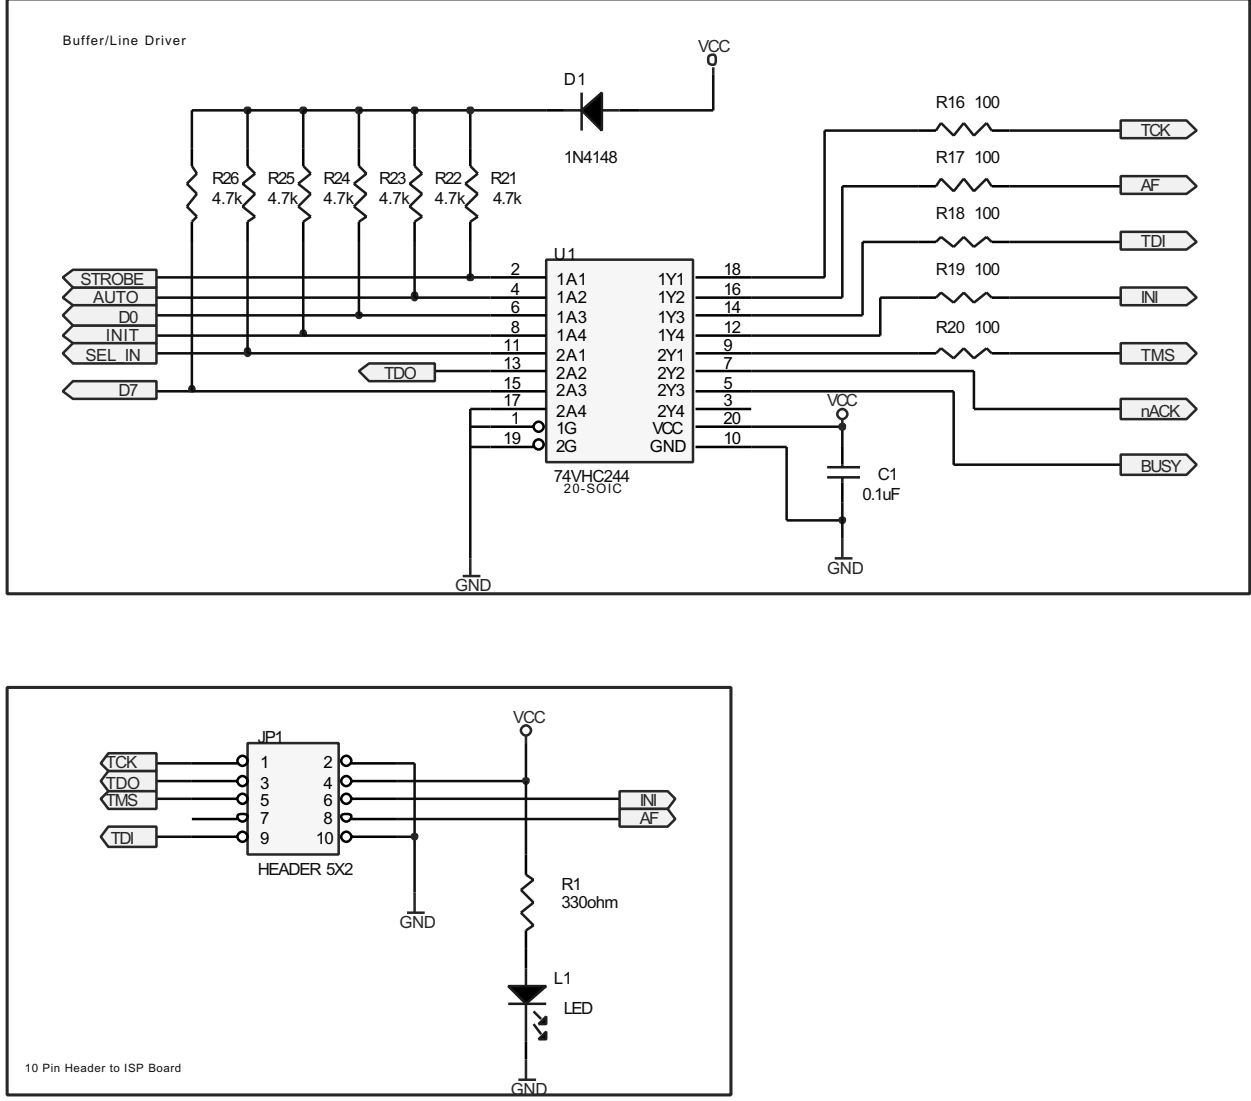 Buffer/Line Driver
VCC
D1
1N4148
R26 R25 R24 R23 R22 R21
4.7k 4.7k 4.7k 4.7k 4.7k 4.7k
R16 100
TCK
R17 100
AF
R18 100
TDI
R19 100
INI
R20 100
TMS
nACK
BUSY
U1
STROBE 2 1A1 1Y1 18
AUTO 4 1A2 1Y2 16
D0 6 1A3 1Y3 14
INIT 8 1A4 1Y4 12
SEL IN 11 2A1 2Y1 9
TDO 13 2A2 2Y2 7
D7 15 2A3 2Y3 5
17 2A4 2Y4 3
1 1G VCC 20
19 2G GND 10
74VHC244
20-SOIC
VCC
C1
0.1uF
GND
GND
VCC
JP1
TCK 1 2
TDO 3 4
TMS 5 6 INI
7 8 AF
TDI 9 10
HEADER 5X2
GND
R1
330ohm
L1
LED
GND
10 Pin Header to ISP Board